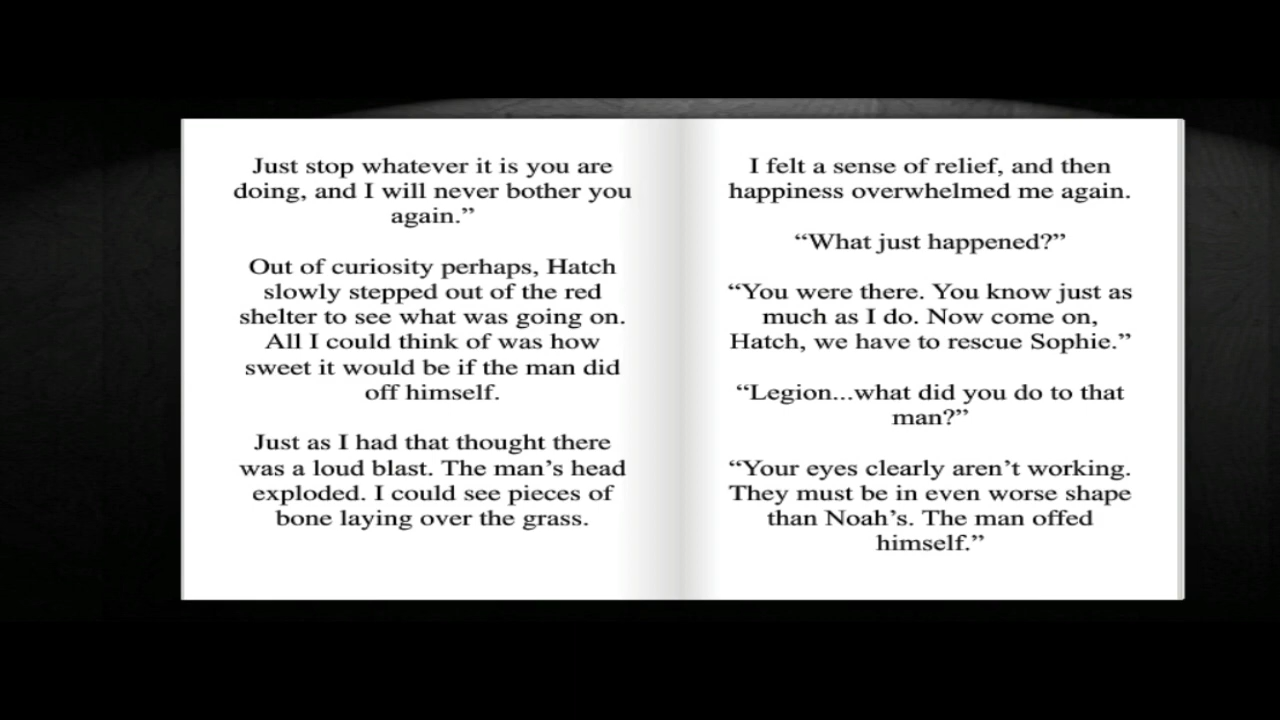 Just stop whatever it is you are
doing, and I will never bother you
again.”
Out of curiosity perhaps, Hatch
slowly stepped out of the red
shelter to see what was going on.
All I could think of was how
sweet it would be if the man did
off himself.
Just as I had that thought there
was a loud blast. The man’s head
exploded. I could see pieces of
bone laying over the grass.
I felt a sense of relief, and then
happiness overwhelmed me again.
“What just happened?”
“You were there. You know just as
much as I do. Now come on,
Hatch, we have to rescue Sophie.”
“Legion...what did you do to that
man?”
“Your eyes clearly aren’t working.
They must be in even worse shape
than Noah’s. The man offed
himself.”